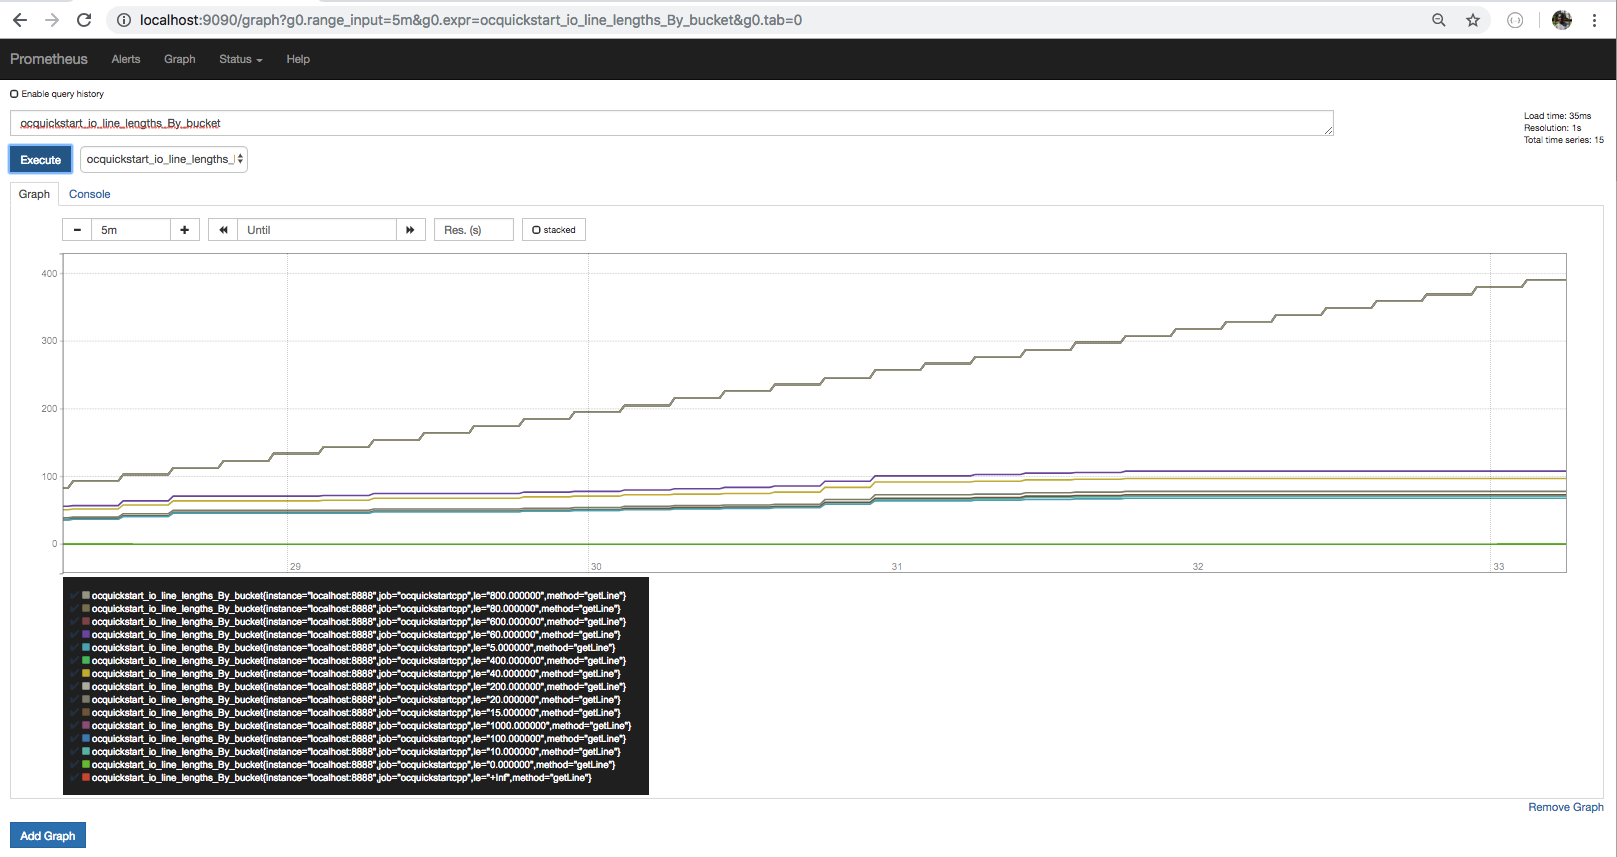 localhost:9090/graph?g0.range_input=5m&g0.expr=ocquickstart_io_line_lengths_By_bucket&g0.tab=0
Prometheus Alerts Graph Status Help
Enable query history
ocquickstart_io_line_lengths_By_bucket
Load time: 35ms
Resolution: 1s
Total time series: 15
Execute ocquickstart_io_line_lengths_
Graph Console
5m Until Res. (s) stacked
400
300
200
100
0
29 30 31 32 33
ocquickstart_io_line_lengths_By_bucket{instance="localhost:8888",job="ocquickstartcpp",le="800.000000",method="getLine"}
ocquickstart_io_line_lengths_By_bucket{instance="localhost:8888",job="ocquickstartcpp",le="80.000000",method="getLine"}
ocquickstart_io_line_lengths_By_bucket{instance="localhost:8888",job="ocquickstartcpp",le="600.000000",method="getLine"}
ocquickstart_io_line_lengths_By_bucket{instance="localhost:8888",job="ocquickstartcpp",le="60.000000",method="getLine"}
ocquickstart_io_line_lengths_By_bucket{instance="localhost:8888",job="ocquickstartcpp",le="5.000000",method="getLine"}
ocquickstart_io_line_lengths_By_bucket{instance="localhost:8888",job="ocquickstartcpp",le="400.000000",method="getLine"}
ocquickstart_io_line_lengths_By_bucket{instance="localhost:8888",job="ocquickstartcpp",le="40.000000",method="getLine"}
ocquickstart_io_line_lengths_By_bucket{instance="localhost:8888",job="ocquickstartcpp",le="200.000000",method="getLine"}
ocquickstart_io_line_lengths_By_bucket{instance="localhost:8888",job="ocquickstartcpp",le="20.000000",method="getLine"}
ocquickstart_io_line_lengths_By_bucket{instance="localhost:8888",job="ocquickstartcpp",le="15.000000",method="getLine"}
ocquickstart_io_line_lengths_By_bucket{instance="localhost:8888",job="ocquickstartcpp",le="1000.000000",method="getLine"}
ocquickstart_io_line_lengths_By_bucket{instance="localhost:8888",job="ocquickstartcpp",le="100.000000",method="getLine"}
ocquickstart_io_line_lengths_By_bucket{instance="localhost:8888",job="ocquickstartcpp",le="10.000000",method="getLine"}
ocquickstart_io_line_lengths_By_bucket{instance="localhost:8888",job="ocquickstartcpp",le="0.000000",method="getLine"}
ocquickstart_io_line_lengths_By_bucket{instance="localhost:8888",job="ocquickstartcpp",le="+Inf",method="getLine"}
Remove Graph
Add Graph